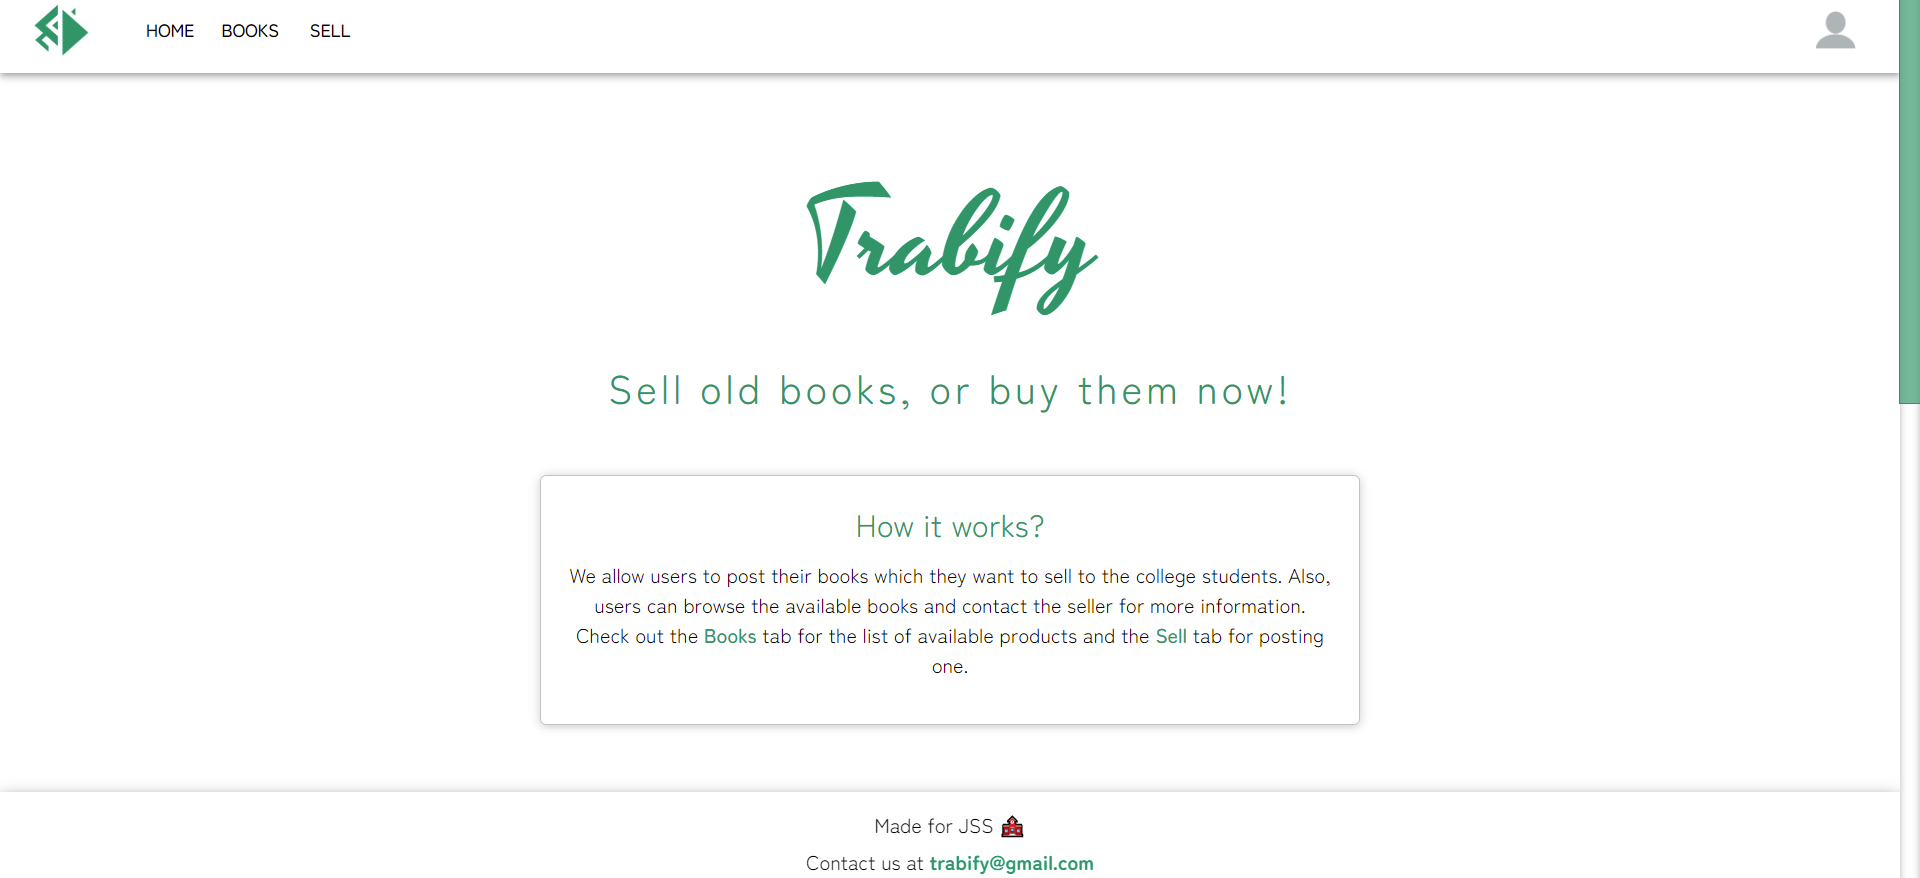 HOME BOOKS SELL
Trabify
Sell old books, or buy them now!
How it works?
We allow users to post their books which they want to sell to the college students. Also,
users can browse the available books and contact the seller for more information.
Check out the Books tab for the list of available products and the Sell tab for posting
one.
Made for JSS 🏫
Contact us at trabify@gmail.com